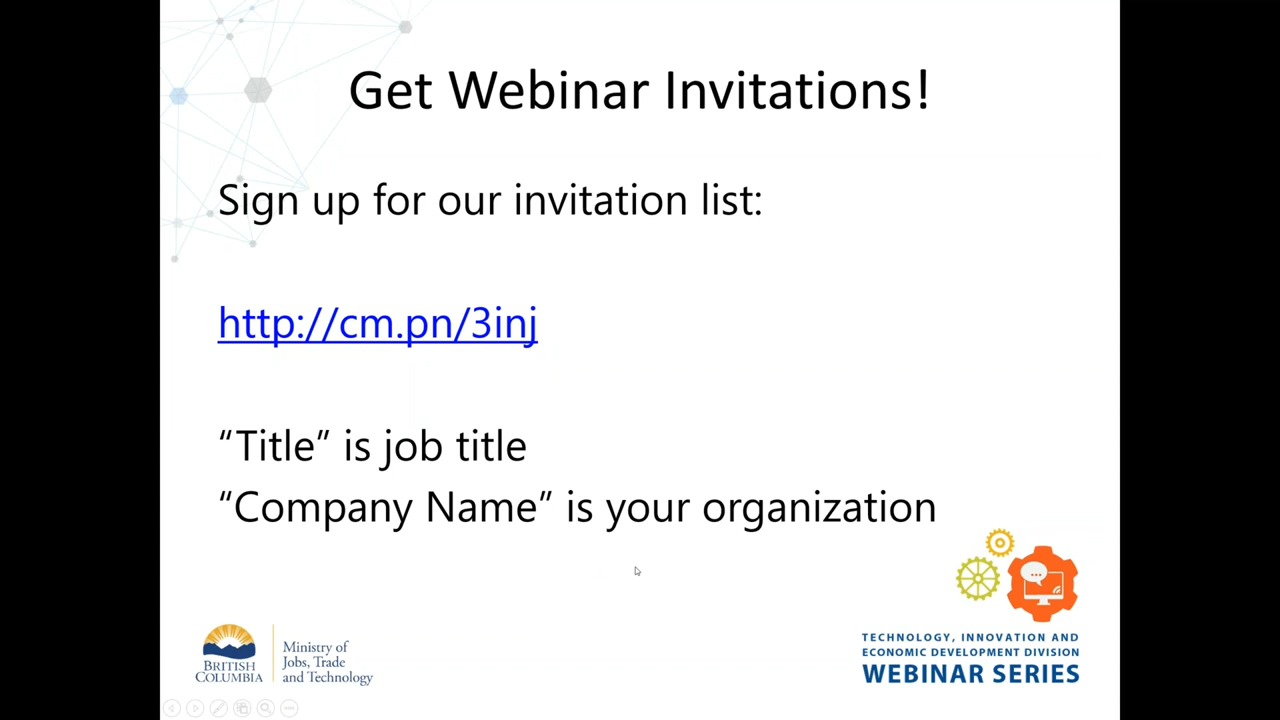 Get Webinar Invitations!
Sign up for our invitation list:
http://cm.pn/3inj
“Title” is job title
“Company Name” is your organization
BRITISH
COLUMBIA
Ministry of
Jobs, Trade
and Technology
TECHNOLOGY, INNOVATION AND
ECONOMIC DEVELOPMENT DIVISION
WEBINAR SERIES